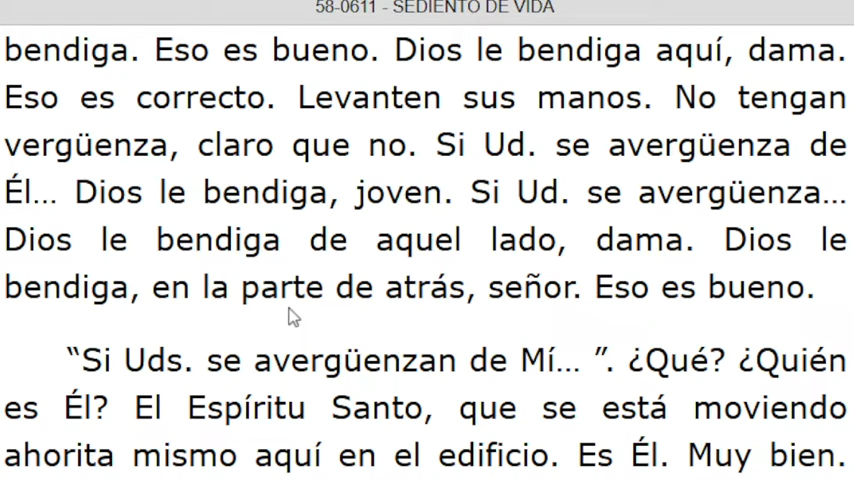 58-0611 - SEDIENTO DE VIDA
bendiga. Eso es bueno. Dios le bendiga aquí, dama.
Eso es correcto. Levanten sus manos. No tengan
vergüenza, claro que no. Si Ud. se avergüenza de
Él... Dios le bendiga, joven. Si Ud. se avergüenza...
Dios le bendiga de aquel lado, dama. Dios le
bendiga, en la parte de atrás, señor. Eso es bueno.
“Si Uds. se avergüenzan de Mí... ”. ¿Qué? ¿Quién
es Él? El Espíritu Santo, que se está moviendo
ahorita mismo aquí en el edificio. Es Él. Muy bien.